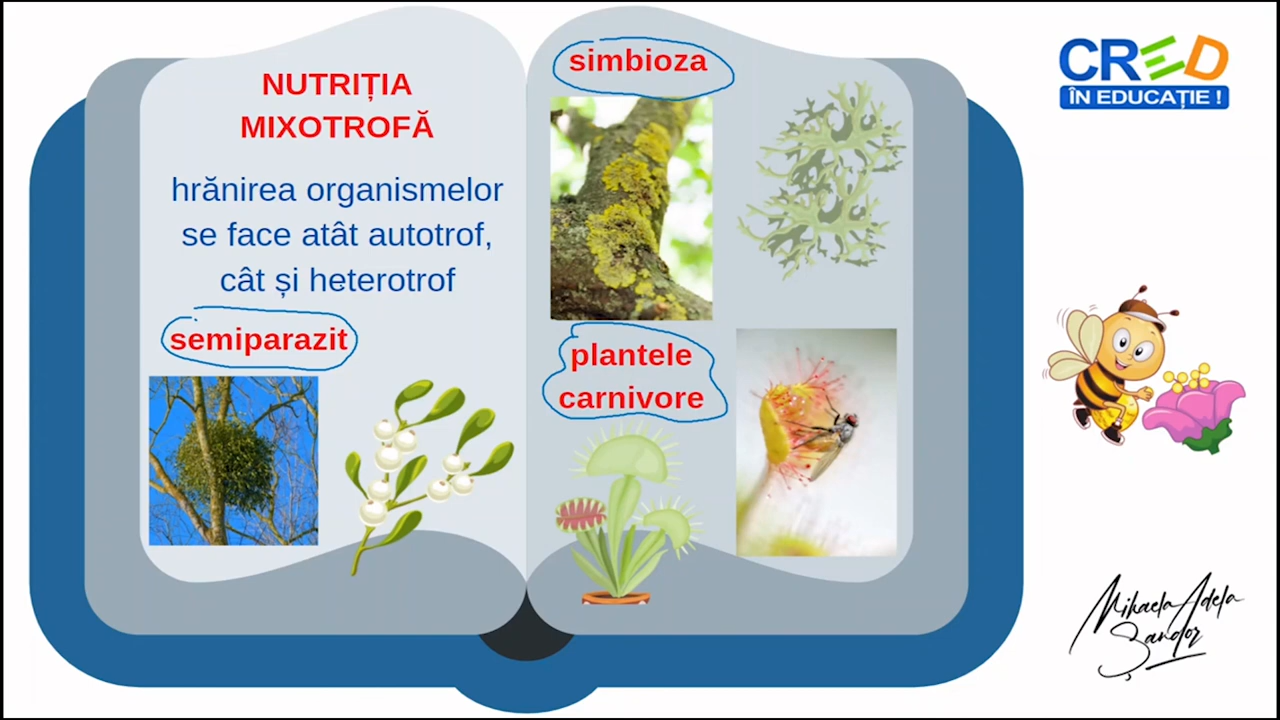 NUTRIȚIA
MIXOTROFĂ
hrănirea organismelor
se face atât autotrof,
cât și heterotrof
semiparazit
simbioza
plantele
carnivore
CRED
ÎN EDUCAȚIE !
Mihaela Adela
Șandor